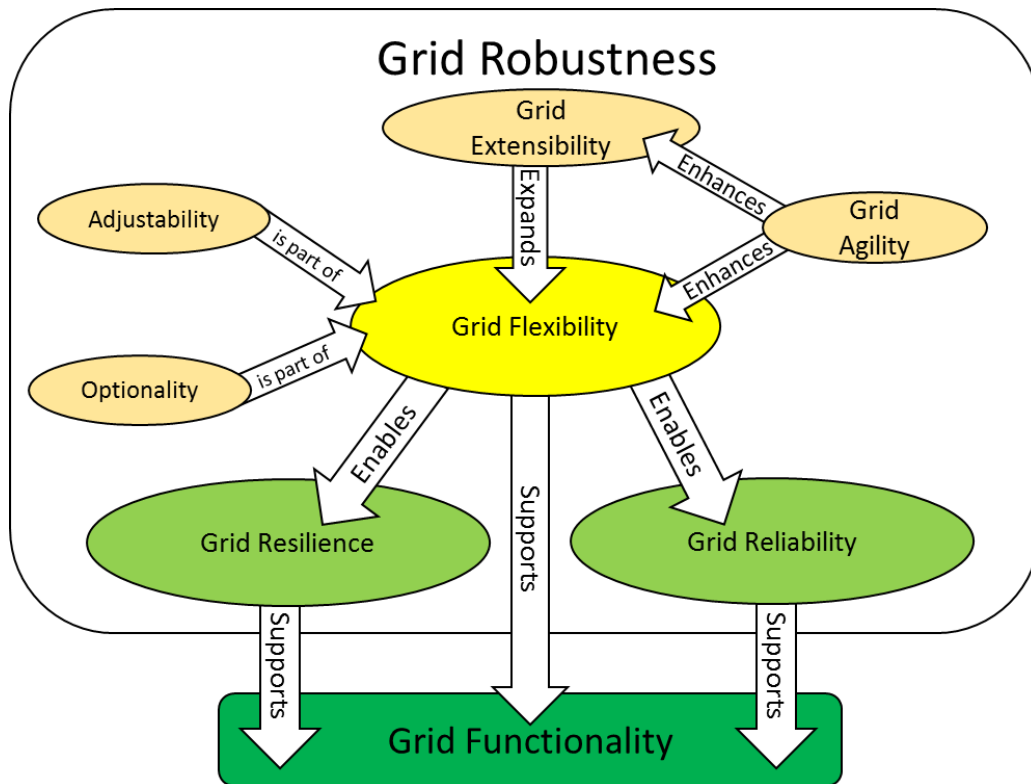 Grid Robustness
Grid
Extensibility
Enhances
Expands
Adjustability
Grid
Agility
is part of
Enhances
Grid Flexibility
is part of
Optionality
Enables
Enables
Supports
Grid Resilience
Grid Reliability
Supports
Supports
Grid Functionality